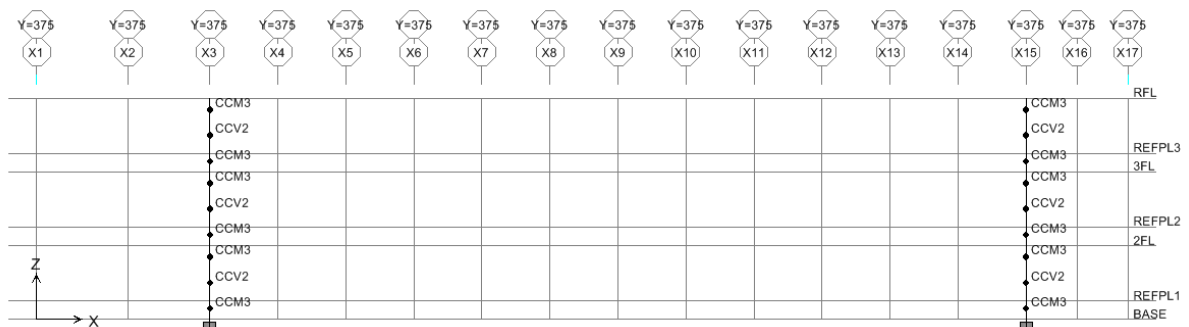 Y=375 Y=375 Y=375 Y=375 Y=375 Y=375 Y=375 Y=375 Y=375 Y=375 Y=375 Y=375 Y=375 Y=375 Y=375 Y=375 Y=375
X1 X2 X3 X4 X5 X6 X7 X8 X9 X10 X11 X12 X13 X14 X15 X16 X17
RFL
CCM3 CCM3
CCV2 CCV2
REFPL3
CCM3 CCM3
3FL
CCM3 CCM3
CCV2 CCV2
REFPL2
CCM3 CCM3
2FL
CCM3 CCM3
Z
CCV2 CCV2
REFPL1
CCM3 CCM3
BASE
X